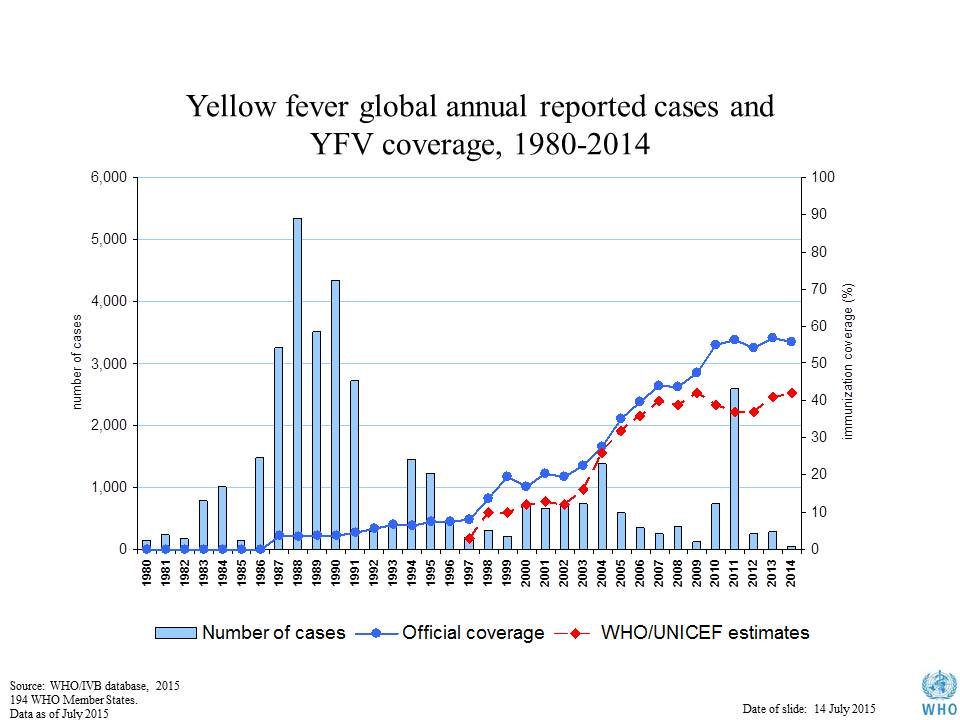 Yellow fever global annual reported cases and
YFV coverage, 1980-2014
6,000
5,000
4,000
3,000
2,000
1,000
0
number of cases
100
90
80
70
60
50
40
30
20
10
0
immunization coverage (%)
1980 1981 1982 1983 1984 1985 1986 1987 1988 1989 1990 1991 1992 1993 1994 1995 1996 1997 1998 1999 2000 2001 2002 2003 2004 2005 2006 2007 2008 2009 2010 2011 2012 2013 2014
Number of cases Official coverage WHO/UNICEF estimates
Source: WHO/IVB database, 2015
194 WHO Member States.
Data as of July 2015
Date of slide: 14 July 2015
WHO